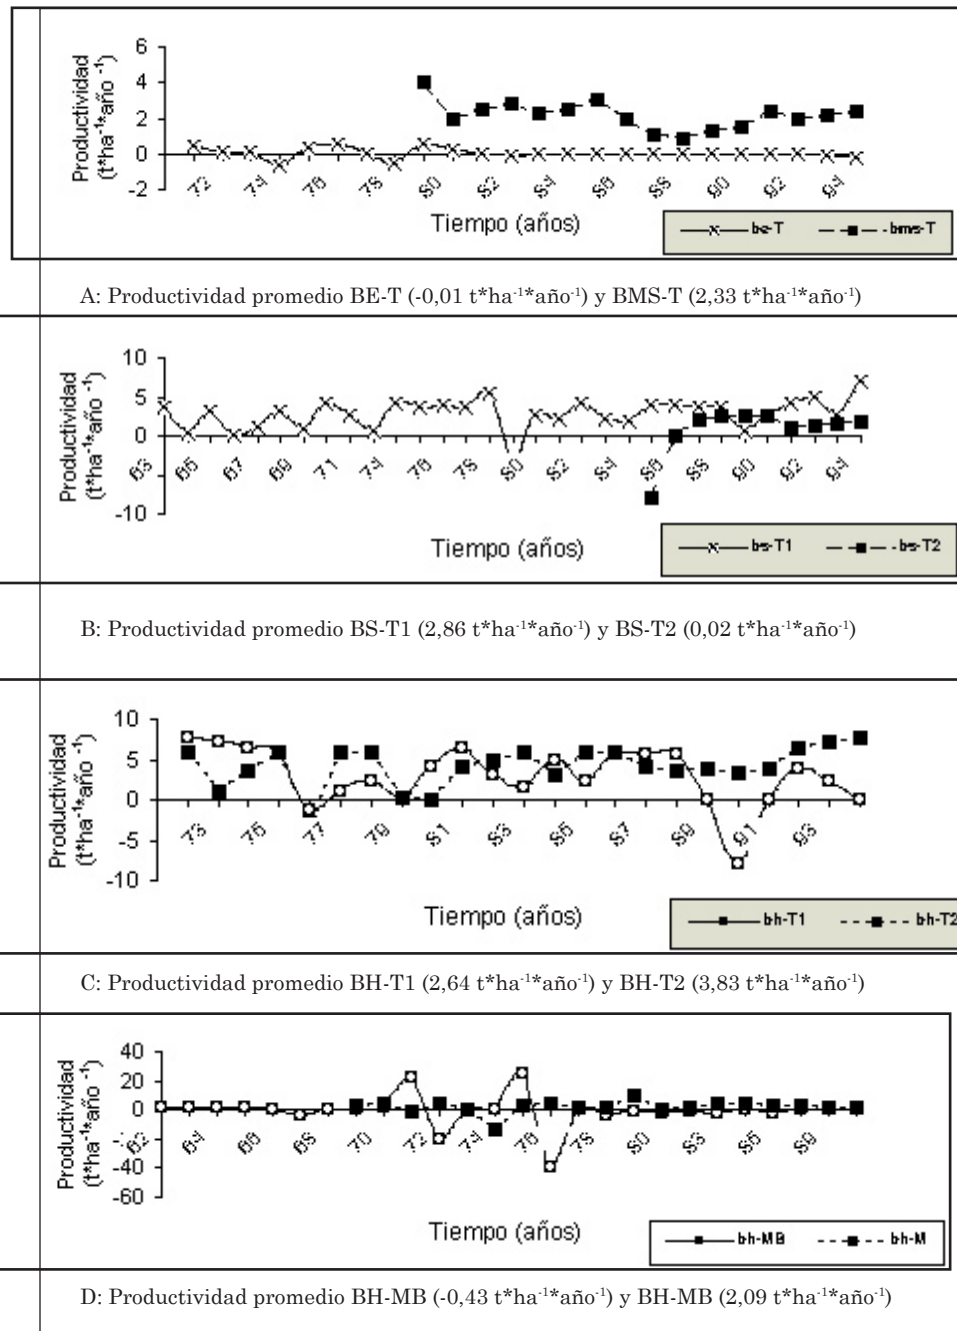 Productividad
(t*ha⁻¹*año⁻¹)
6
4
2
0
-2
72 74 76 78 80 82 84 86 88 90 92 94
Tiempo (años)
be-T bms-T
A: Productividad promedio BE-T (-0,01 t*ha⁻¹*año⁻¹) y BMS-T (2,33 t*ha⁻¹*año⁻¹)
Productividad
(t*ha⁻¹*año⁻¹)
10
5
0
-5
-10
63 66 67 69 71 74 76 78 80 82 84 86 88 90 92 94
Tiempo (años)
bs-T1 bs-T2
B: Productividad promedio BS-T1 (2,86 t*ha⁻¹*año⁻¹) y BS-T2 (0,02 t*ha⁻¹*año⁻¹)
Productividad
(t*ha⁻¹*año⁻¹)
10
5
0
-5
-10
73 75 77 79 81 83 85 87 89 91 93
Tiempo (años)
bh-T1 bh-T2
C: Productividad promedio BH-T1 (2,64 t*ha⁻¹*año⁻¹) y BH-T2 (3,83 t*ha⁻¹*año⁻¹)
Productividad
(t*ha⁻¹*año⁻¹)
40
20
0
-40
-60
62 64 66 68 70 72 74 76 78 80 83 85 89
Tiempo (años)
bh-MB bh-M
D: Productividad promedio BH-MB (-0,43 t*ha⁻¹*año⁻¹) y BH-MB (2,09 t*ha⁻¹*año⁻¹)